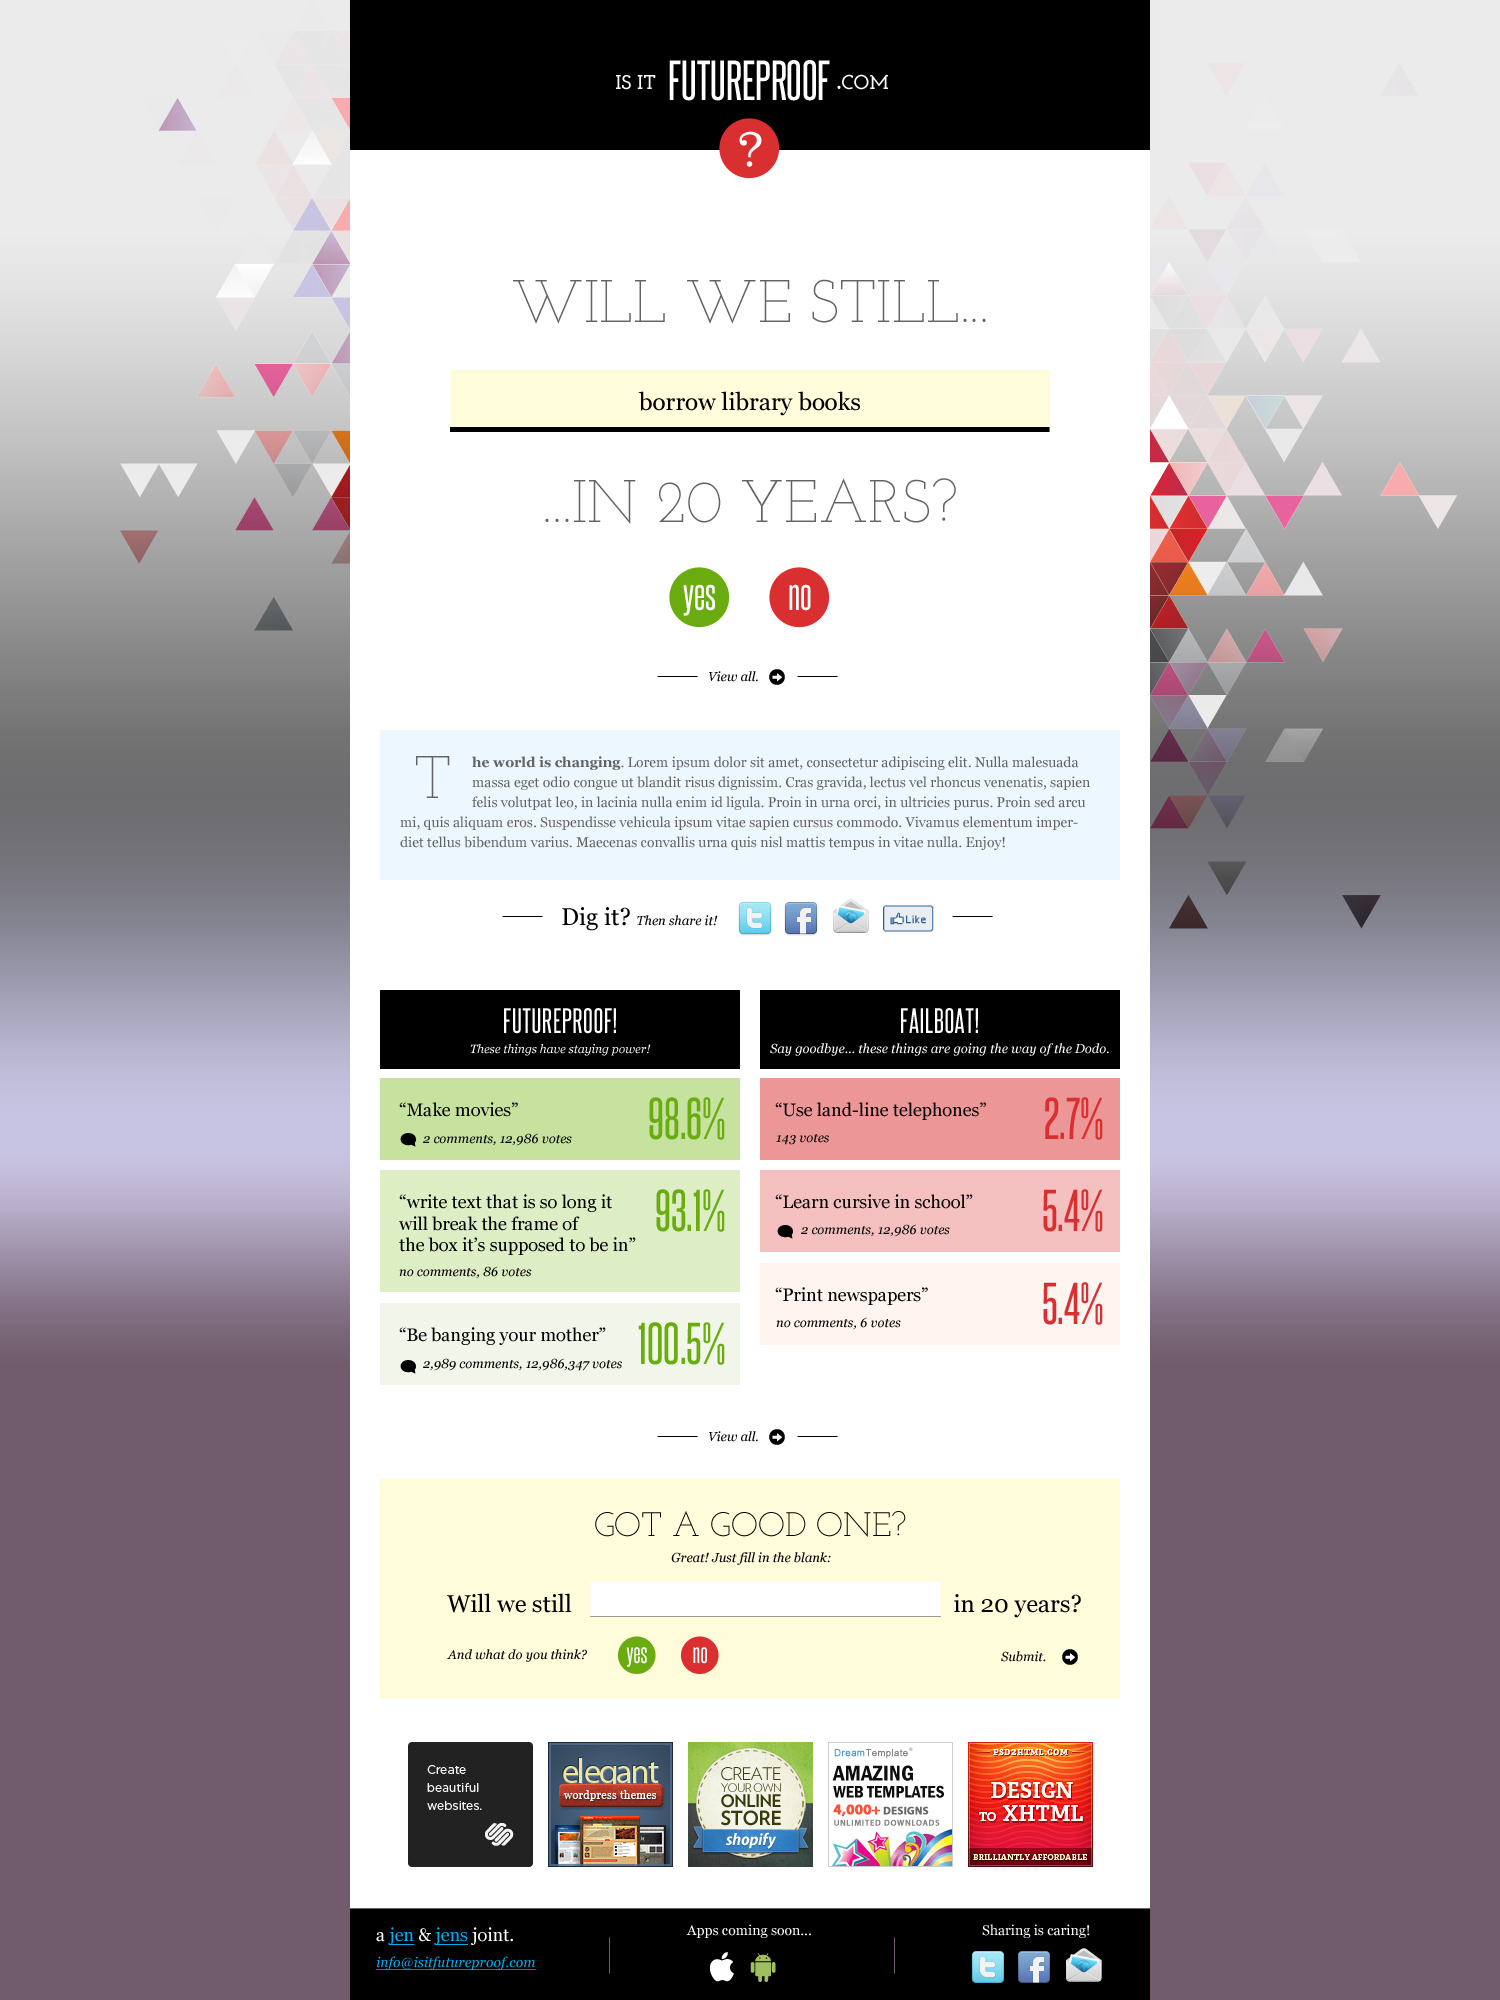 IS IT FUTUREPROOF .COM
?
WILL WE STILL...
borrow library books
...IN 20 YEARS?
yes no
View all.
The world is changing. Lorem ipsum dolor sit amet, consectetur adipiscing elit. Nulla malesuada
massa eget odio congue ut blandit risus dignissim. Cras gravida, lectus vel rhoncus venenatis, sapien
felis volutpat leo, in lacinia nulla enim id ligula. Proin in urna orci, in ultricies purus. Proin sed arcu
mi, quis aliquam eros. Suspendisse vehicula ipsum vitae sapien cursus commodo. Vivamus elementum imper-
diet tellus bibendum varius. Maecenas convallis urna quis nisl mattis tempus in vitae nulla. Enjoy!
Dig it? Then share it! t f Like
FUTUREPROOF!
These things have staying power!
“Make movies” 98.6%
2 comments, 12,986 votes
“write text that is so long it 93.1%
will break the frame of
the box it’s supposed to be in”
no comments, 86 votes
“Be banging your mother” 100.5%
2,989 comments, 12,986,347 votes
FAILBOAT!
Say goodbye... these things are going the way of the Dodo.
“Use land-line telephones” 2.7%
143 votes
“Learn cursive in school” 5.4%
2 comments, 12,986 votes
“Print newspapers” 5.4%
no comments, 6 votes
View all.
GOT A GOOD ONE?
Great! Just fill in the blank:
Will we still in 20 years?
And what do you think? yes no Submit.
Create
beautiful
websites.
elegant
wordpress themes
CREATE
YOUR OWN
ONLINE
STORE
shopify
DreamTemplate®
AMAZING
WEB TEMPLATES
4,000+ DESIGNS
UNLIMITED DOWNLOADS
PSD2HTML.COM
DESIGN
TO XHTML
BRILLIANTLY AFFORDABLE
a jen & jens joint.
info@isitfutureproof.com
Apps coming soon...
Sharing is caring!
t f